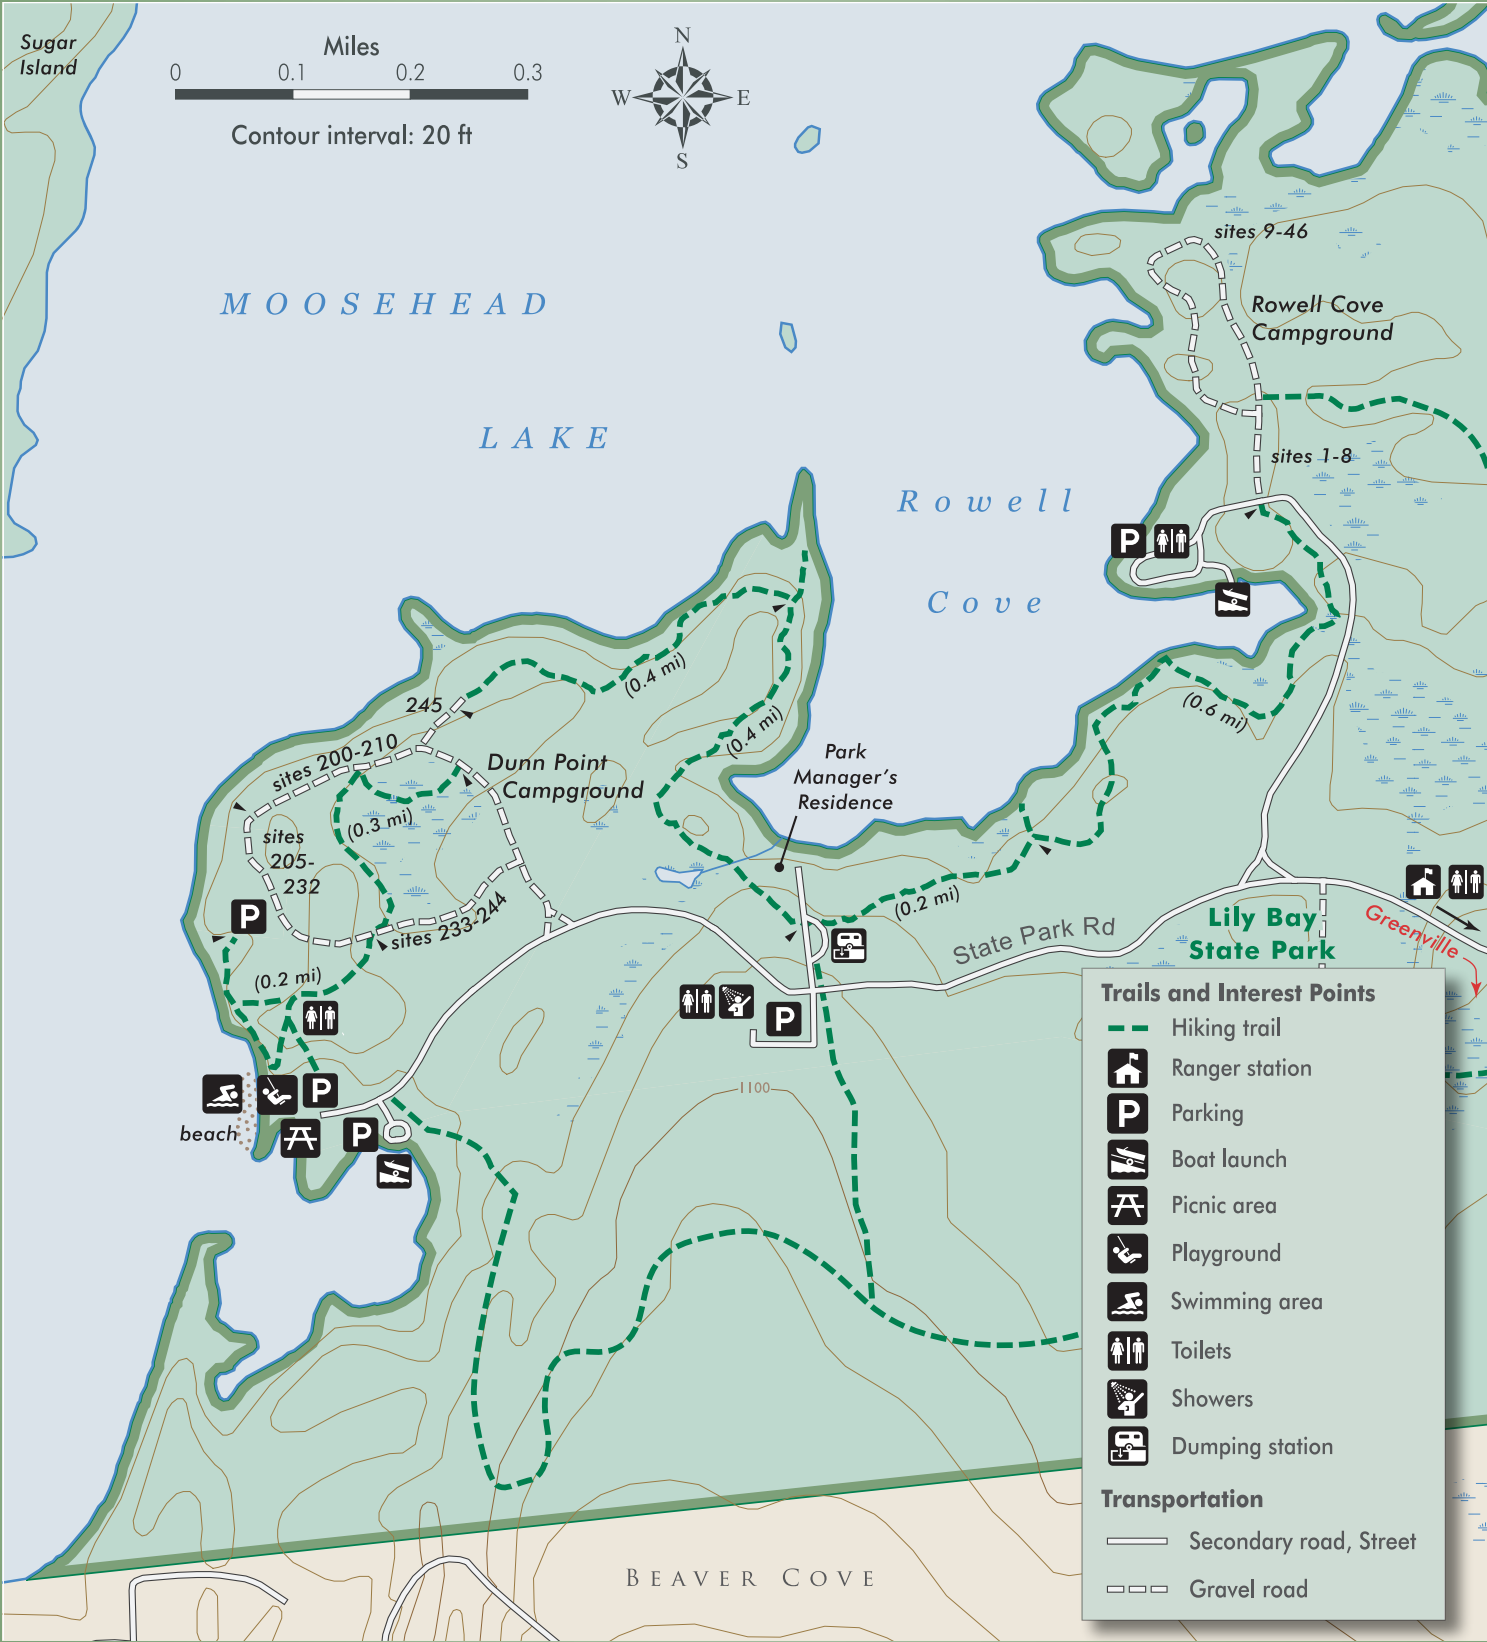 Sugar
Island
Miles
0 0.1 0.2 0.3
Contour interval: 20 ft
N
W E
S
MOOSEHEAD
LAKE
Rowell
Cove
sites 9-46
Rowell Cove
Campground
sites 1-8
P
(0.4 mi)
(0.4 mi)
(0.6 mi)
245
sites 200-210
Dunn Point
Campground
(0.3 mi)
sites
205-
232
P
sites 233-244
(0.2 mi)
Park
Manager's
Residence
(0.2 mi)
State Park Rd
Lily Bay
State Park
Greenville
P
1100
P
P
beach
BEAVER COVE
Trails and Interest Points
Hiking trail
Ranger station
P Parking
Boat launch
Picnic area
Playground
Swimming area
Toilets
Showers
Dumping station
Transportation
Secondary road, Street
Gravel road